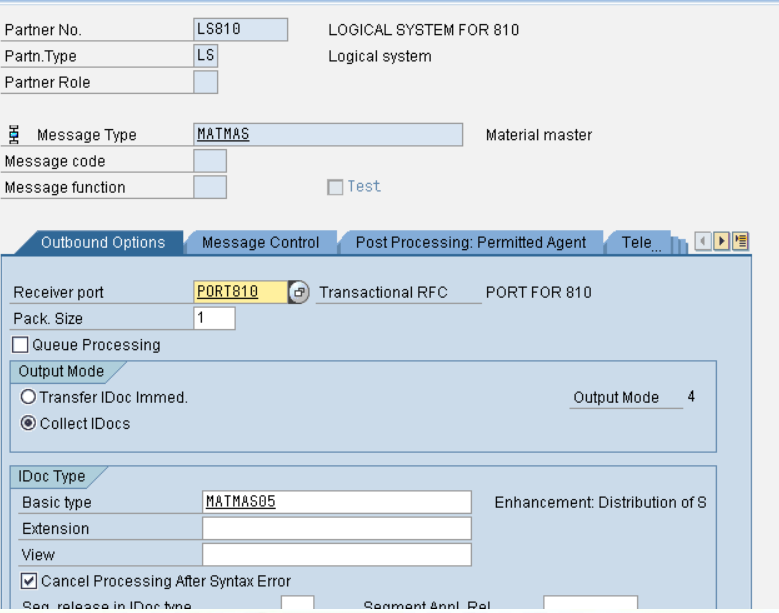 Partner No. LS810 LOGICAL SYSTEM FOR 810
Partn.Type LS Logical system
Partner Role
Message Type MATMAS Material master
Message code
Message function Test
Outbound Options Message Control Post Processing: Permitted Agent Tele...
Receiver port PORT810 Transactional RFC PORT FOR 810
Pack. Size 1
Queue Processing
Output Mode
Transfer IDoc Immed. Output Mode 4
Collect IDocs
IDoc Type
Basic type MATMAS05 Enhancement: Distribution of S
Extension
View
Cancel Processing After Syntax Error
Seg. release in IDoc type Segment Appl. Rel.